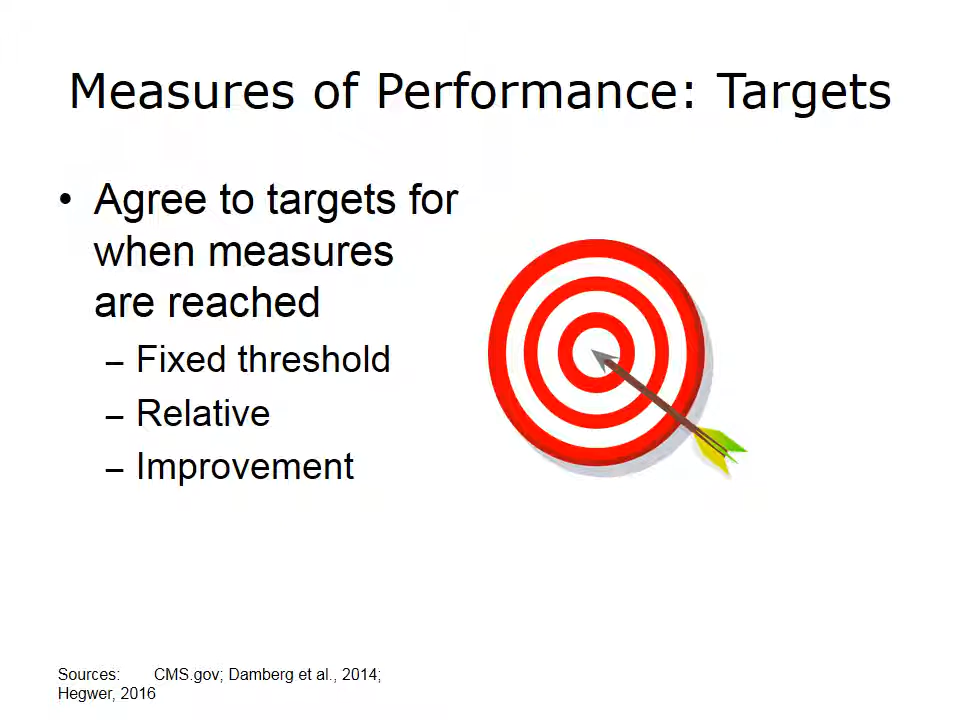 Measures of Performance: Targets
• Agree to targets for
when measures
are reached
– Fixed threshold
– Relative
– Improvement
Sources: CMS.gov; Damberg et al., 2014;
Hegwer, 2016